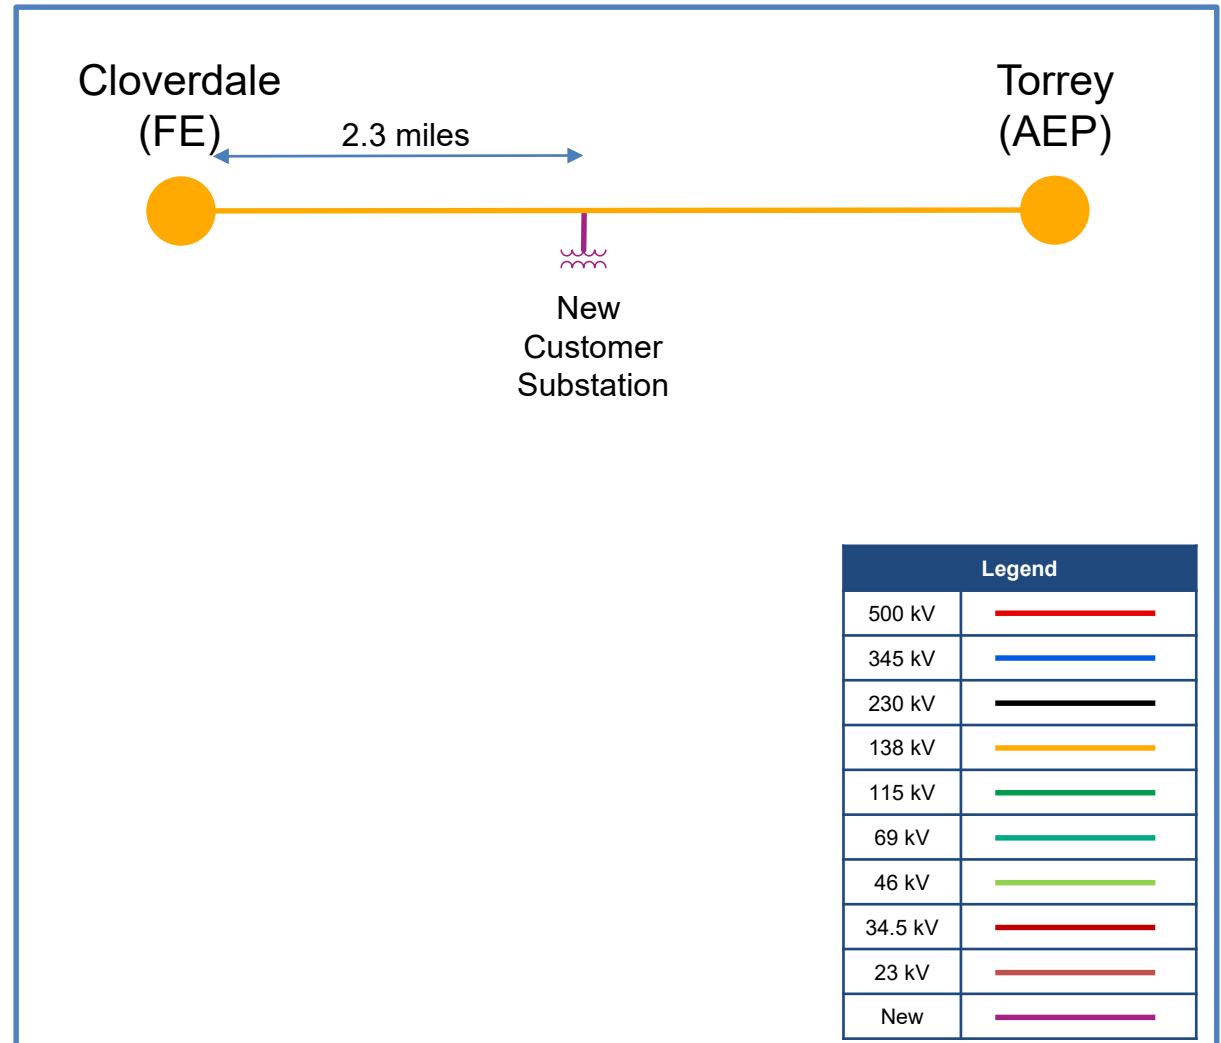 Cloverdale
(FE)
2.3 miles
Torrey
(AEP)
New
Customer
Substation
Legend
500 kV
345 kV
230 kV
138 kV
115 kV
69 kV
46 kV
34.5 kV
23 kV
New